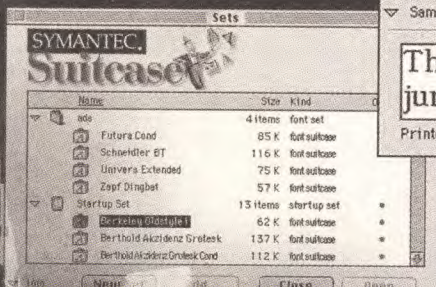 Sets
SYMANTEC.
Suitcase
Name Size Kind
ads 4 items font set
Futura Cond 85 K font suitcase
Schneidler BT 116 K font suitcase
Univers Extended 75 K font suitcase
Zapf Dingbat 57 K font suitcase
Startup Set 13 items startup set
Berkeley Oldstyle 1 62 K font suitcase
Berthold Akzidenz Grotesk 137 K font suitcase
Berthold Akzidenz Grotesk Cond 112 K font suitcase
New Close Open
Sam
Th
jur
Print